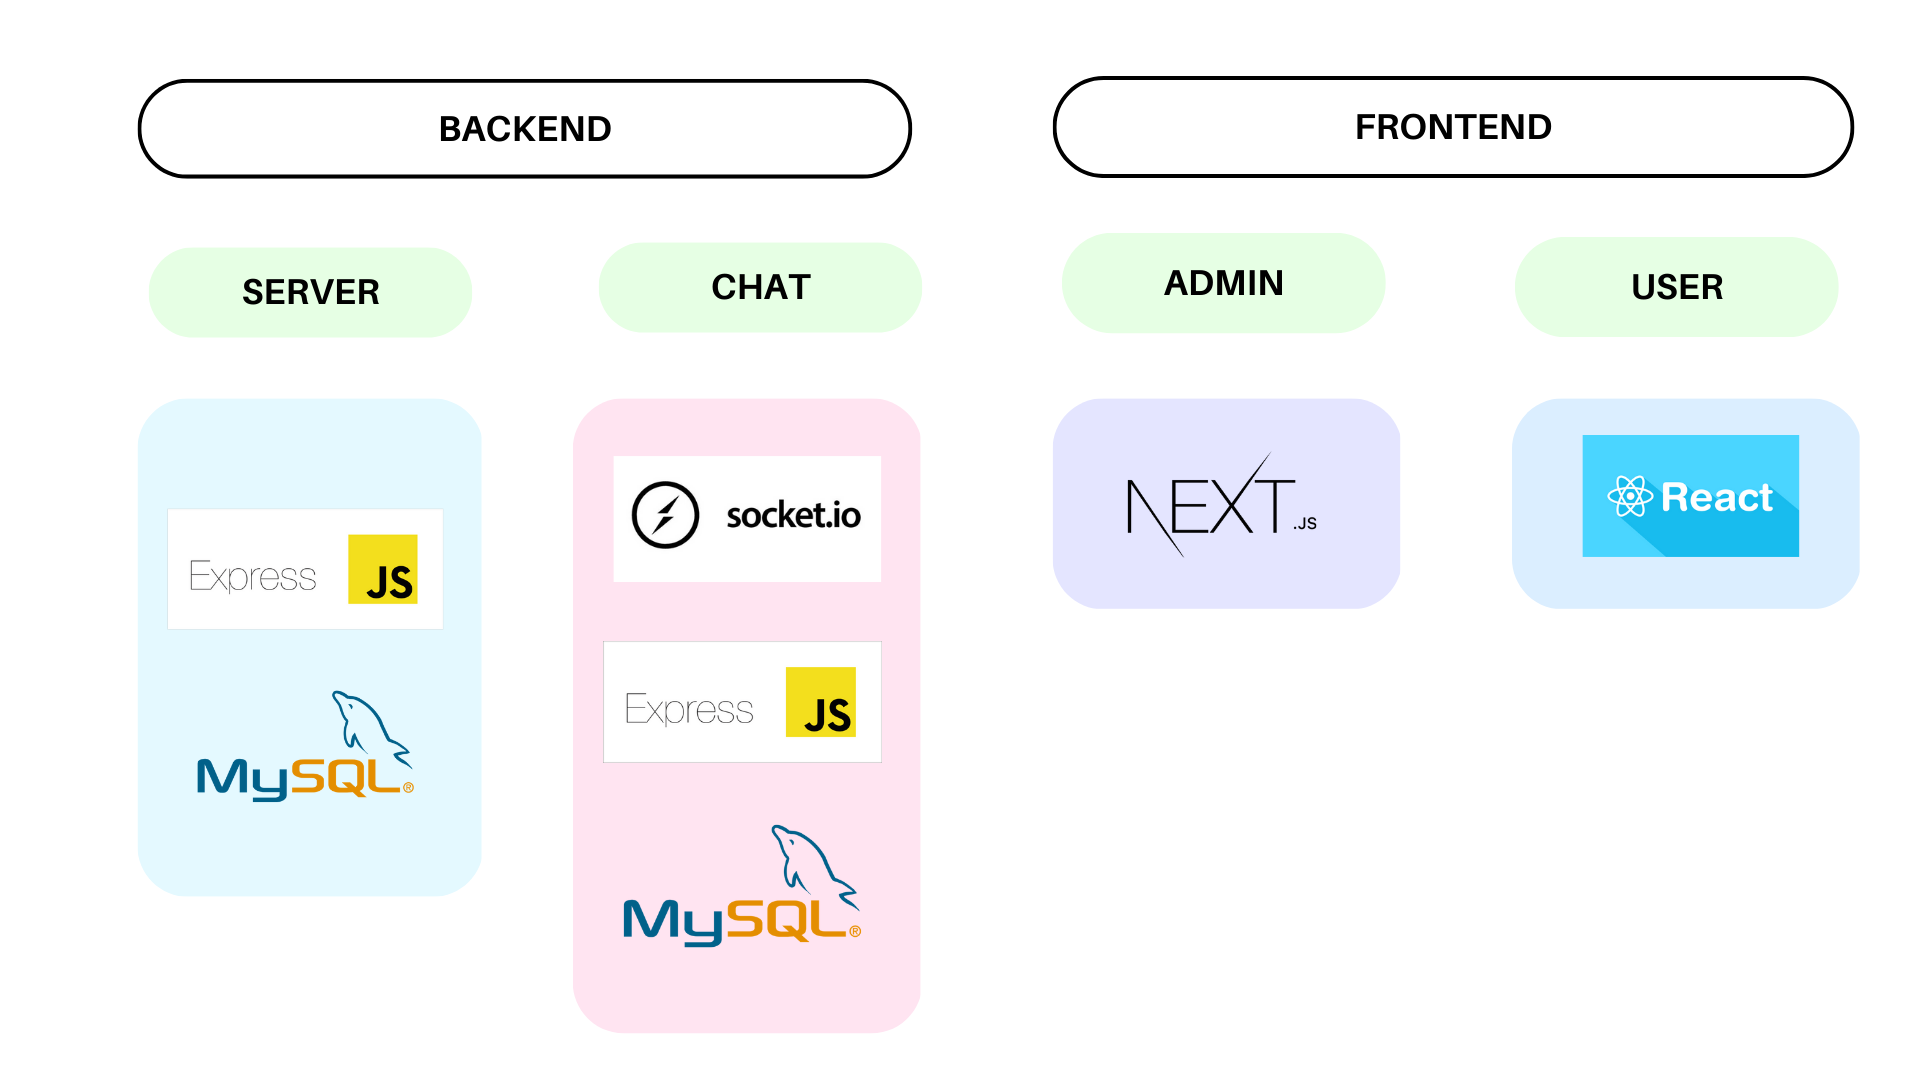 BACKEND
FRONTEND
SERVER
CHAT
ADMIN
USER
Express JS
MySQL®
socket.io
Express JS
MySQL®
NEXT.JS
React